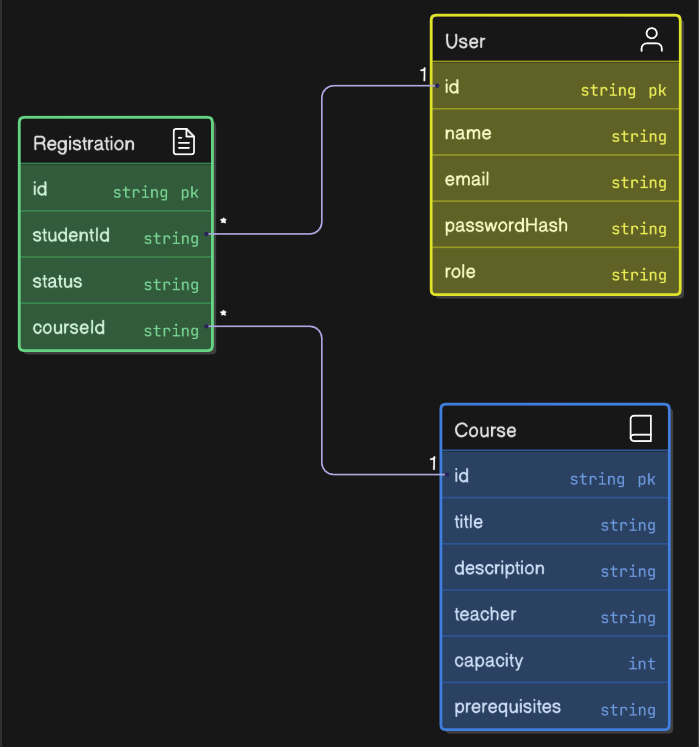 User
1
id string pk
name string
email string
passwordHash string
role string
Registration
id string pk
*
studentId string
status string
*
courseId string
Course
1
id string pk
title string
description string
teacher string
capacity int
prerequisites string